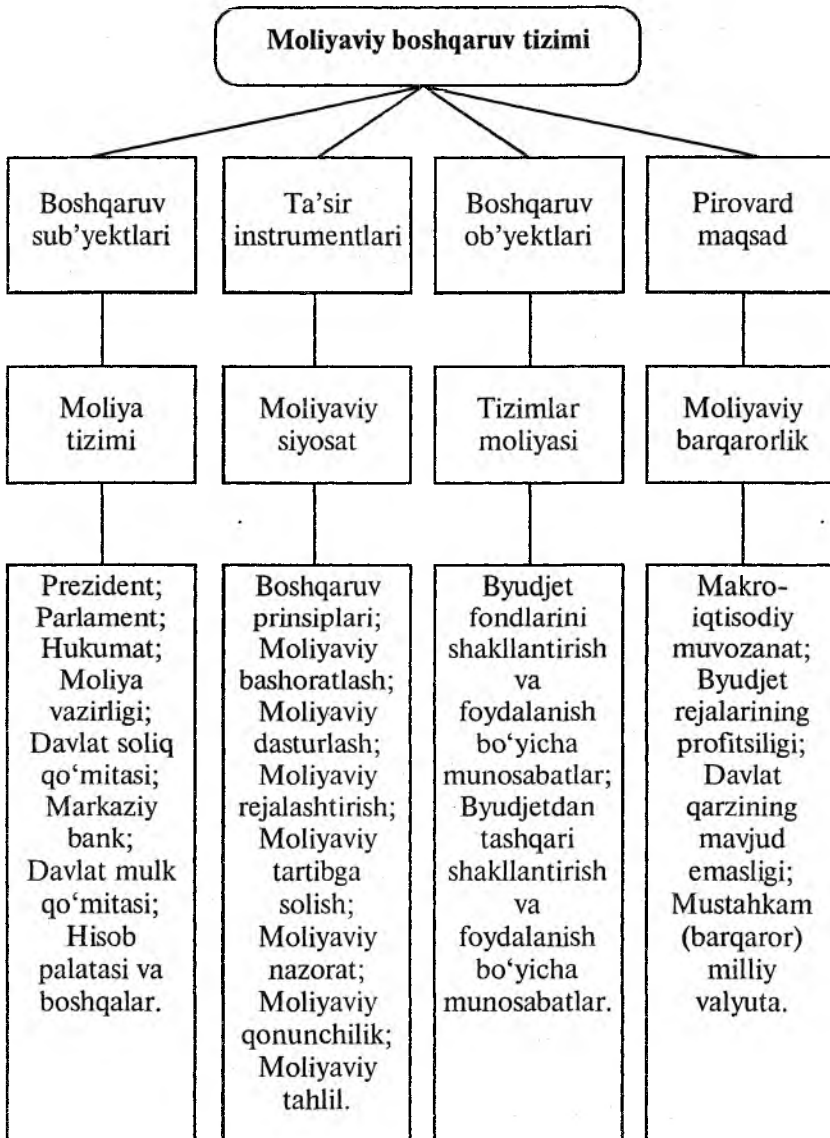 Moliyaviy boshqaruv tizimi
Boshqaruv
sub’yektlari
Ta’sir
instrumentlari
Boshqaruv
ob’yektlari
Pirovard
maqsad
Moliya
tizimi
Moliyaviy
siyosat
Tizimlar
moliyasi
Moliyaviy
barqarorlik
Prezident;
Parlament;
Hukumat;
Moliya
vazirligi;
Davlat soliq
qo‘mitasi;
Markaziy
bank;
Davlat mulk
qo‘mitasi;
Hisob
palatasi va
boshqalar.
Boshqaruv
prinsiplari;
Moliyaviy
bashoratlash;
Moliyaviy
dasturlash;
Moliyaviy
rejalashtirish;
Moliyaviy
tartibga
solish;
Moliyaviy
nazorat;
Moliyaviy
qonunchilik;
Moliyaviy
tahlil.
Byudjet
fondlarini
shakllantirish
va
foydalanish
bo‘yicha
munosabatlar;
Byudjetdan
tashqari
shakllantirish
va
foydalanish
bo‘yicha
munosabatlar.
Makro-
iqtisodiy
muvozanat;
Byudjet
rejalarining
profitsiligi;
Davlat
qarzining
mavjud
emasligi;
Mustahkam
(barqaror)
milliy
valyuta.